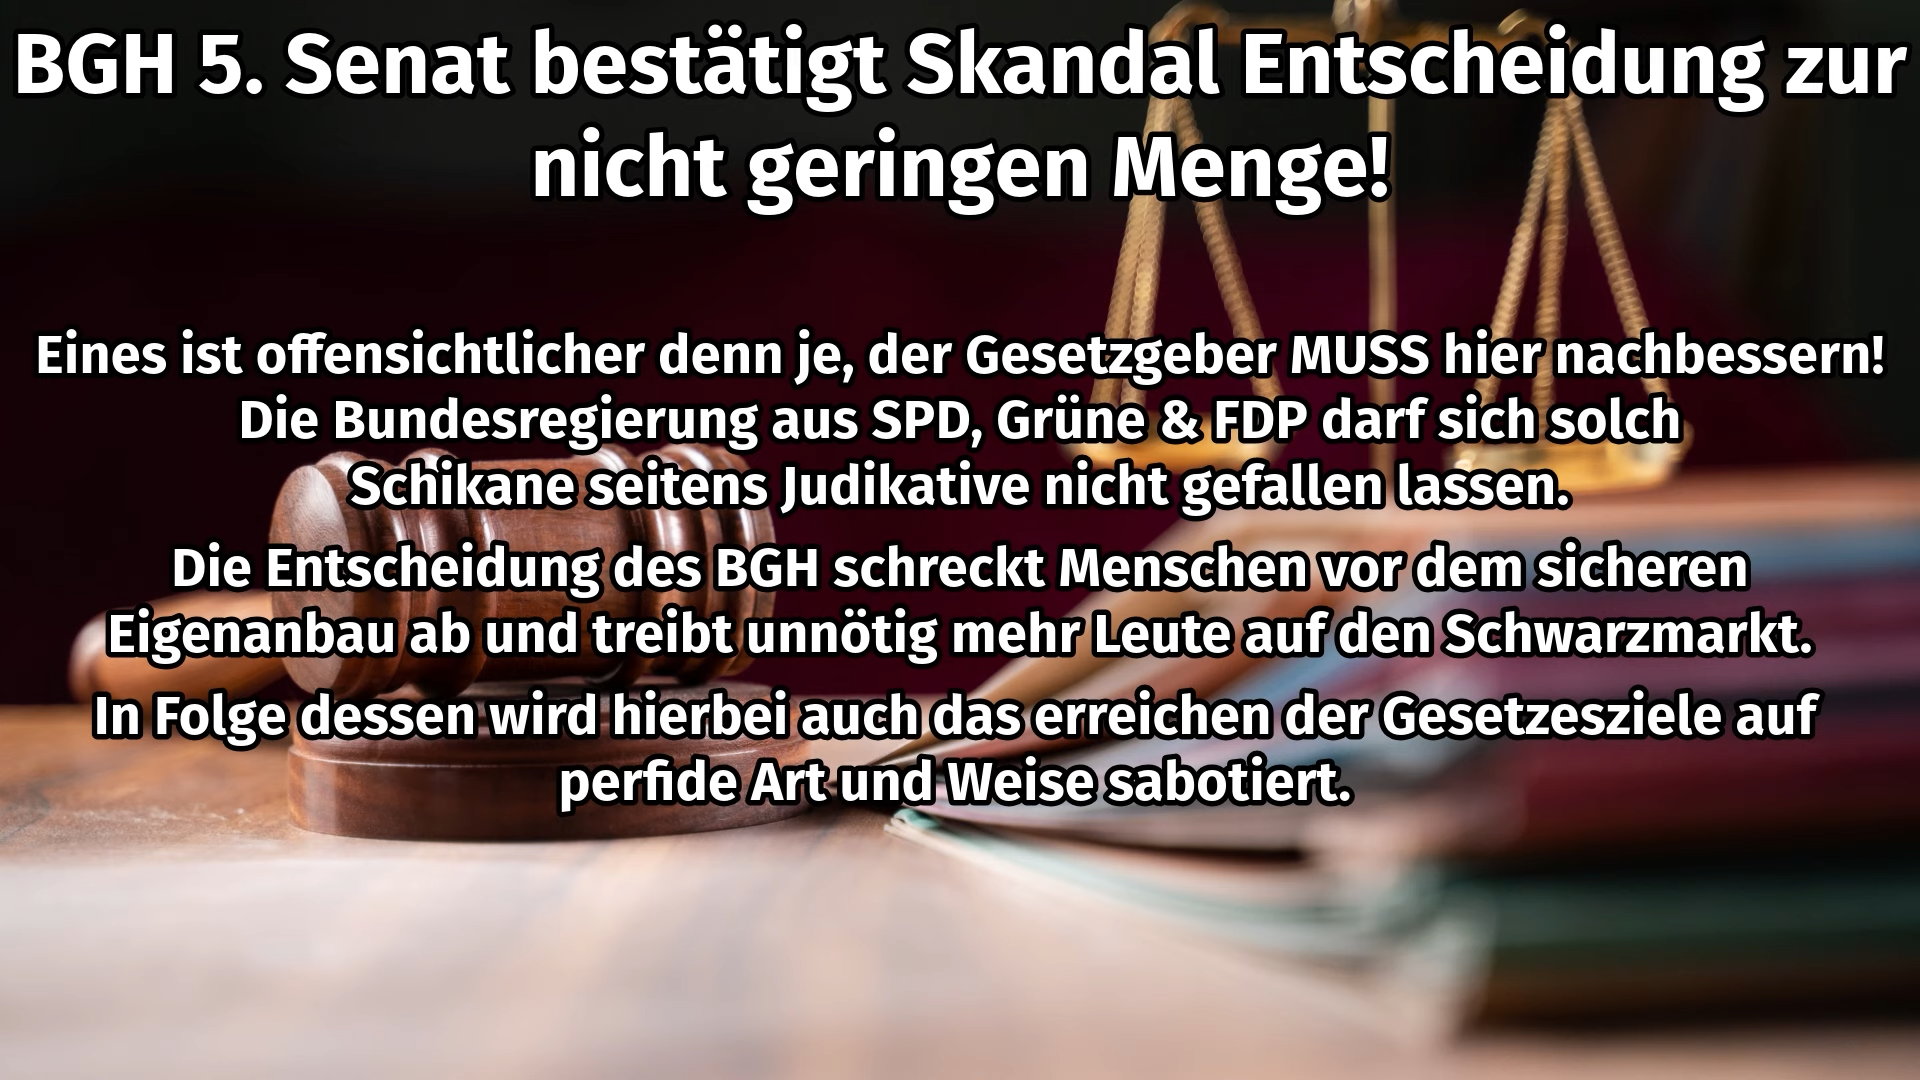 BGH 5. Senat bestätigt Skandal Entscheidung zur
nicht geringen Menge!
Eines ist offensichtlicher denn je, der Gesetzgeber MUSS hier nachbessern!
Die Bundesregierung aus SPD, Grüne & FDP darf sich solch
Schikane seitens Judikative nicht gefallen lassen.
Die Entscheidung des BGH schreckt Menschen vor dem sicheren
Eigenanbau ab und treibt unnötig mehr Leute auf den Schwarzmarkt.
In Folge dessen wird hierbei auch das erreichen der Gesetzesziele auf
perfide Art und Weise sabotiert.